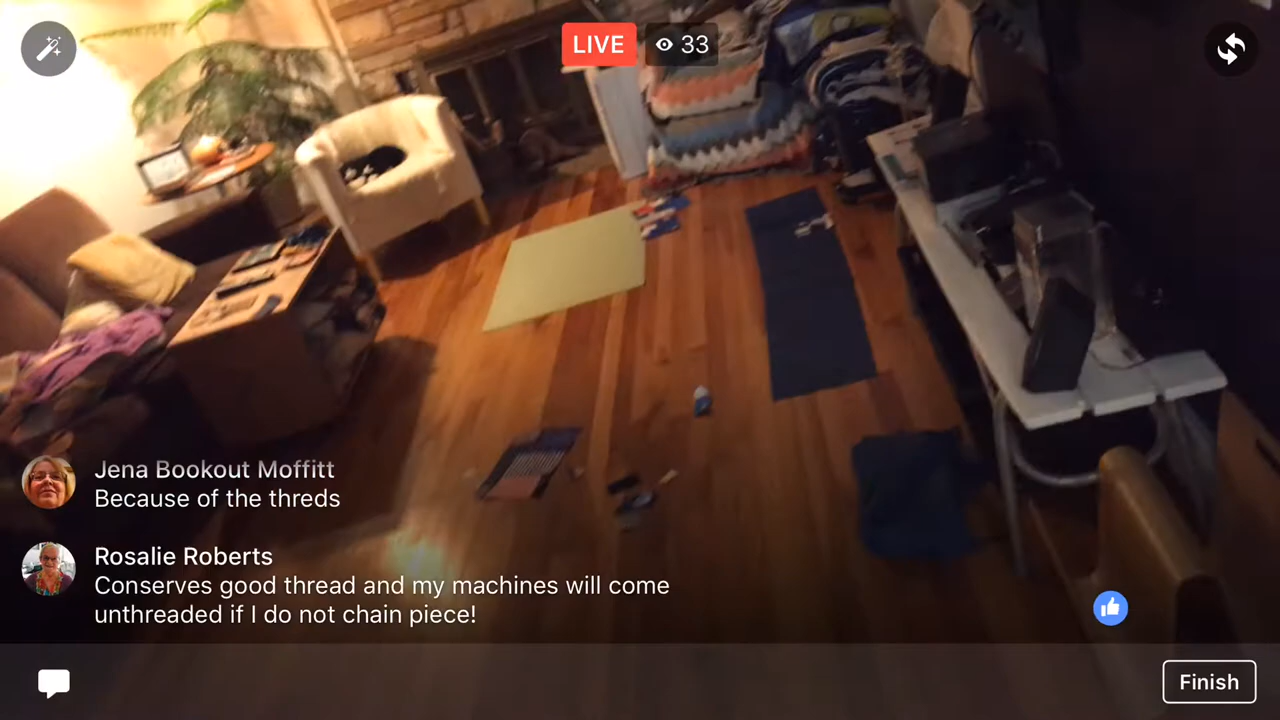 LIVE 33
Jena Bookout Moffitt
Because of the threds
Rosalie Roberts
Conserves good thread and my machines will come
unthreaded if I do not chain piece!
Finish